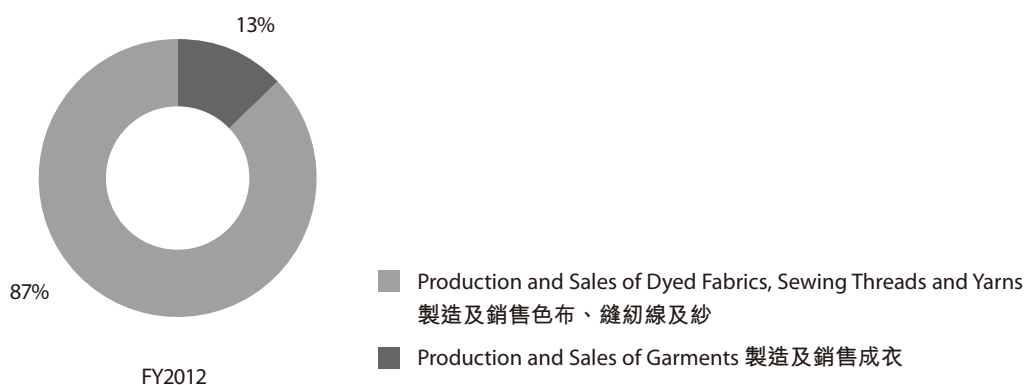 13%
87%
FY2012
Production and Sales of Dyed Fabrics, Sewing Threads and Yarns
製造及銷售色布、縫紉線及紗
Production and Sales of Garments 製造及銷售成衣